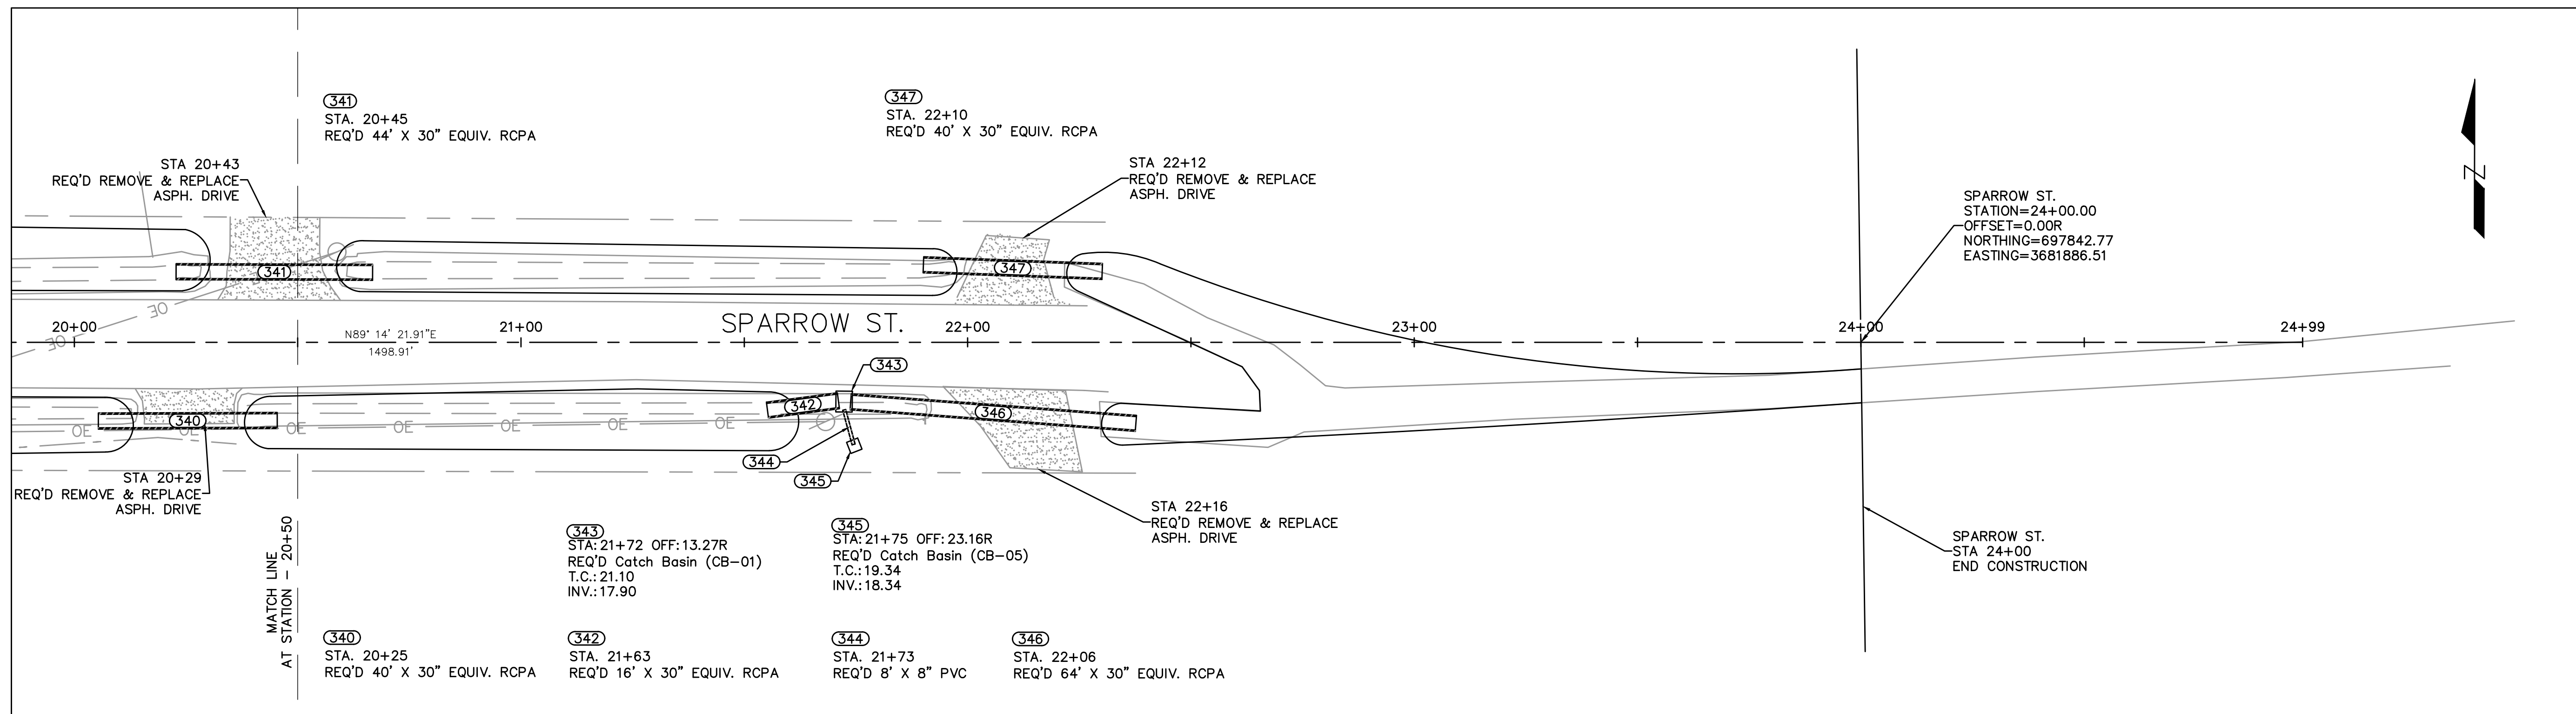 341
STA. 20+45
REQ'D 44' X 30" EQUIV. RCPA
347
STA. 22+10
REQ'D 40' X 30" EQUIV. RCPA
STA 20+43
REQ'D REMOVE & REPLACE
ASPH. DRIVE
STA 22+12
REQ'D REMOVE & REPLACE
ASPH. DRIVE
N
SPARROW ST.
STATION=24+00.00
OFFSET=0.00R
NORTHING=697842.77
EASTING=3681886.51
341
347
OE
OE
20+00
N89° 14' 21.91"E
1498.91'
21+00
SPARROW ST.
22+00
23+00
24+00
24+99
343
342
346
340
OE
OE
OE
OE
OE
OE
OE
344
345
STA 20+29
REQ'D REMOVE & REPLACE
ASPH. DRIVE
STA 22+16
REQ'D REMOVE & REPLACE
ASPH. DRIVE
MATCH LINE
AT STATION - 20+50
343
STA:21+72 OFF:13.27R
REQ'D Catch Basin (CB-01)
T.C.:21.10
INV.:17.90
345
STA:21+75 OFF:23.16R
REQ'D Catch Basin (CB-05)
T.C.:19.34
INV.:18.34
SPARROW ST.
STA 24+00
END CONSTRUCTION
340
STA. 20+25
REQ'D 40' X 30" EQUIV. RCPA
342
STA. 21+63
REQ'D 16' X 30" EQUIV. RCPA
344
STA. 21+73
REQ'D 8' X 8" PVC
346
STA. 22+06
REQ'D 64' X 30" EQUIV. RCPA